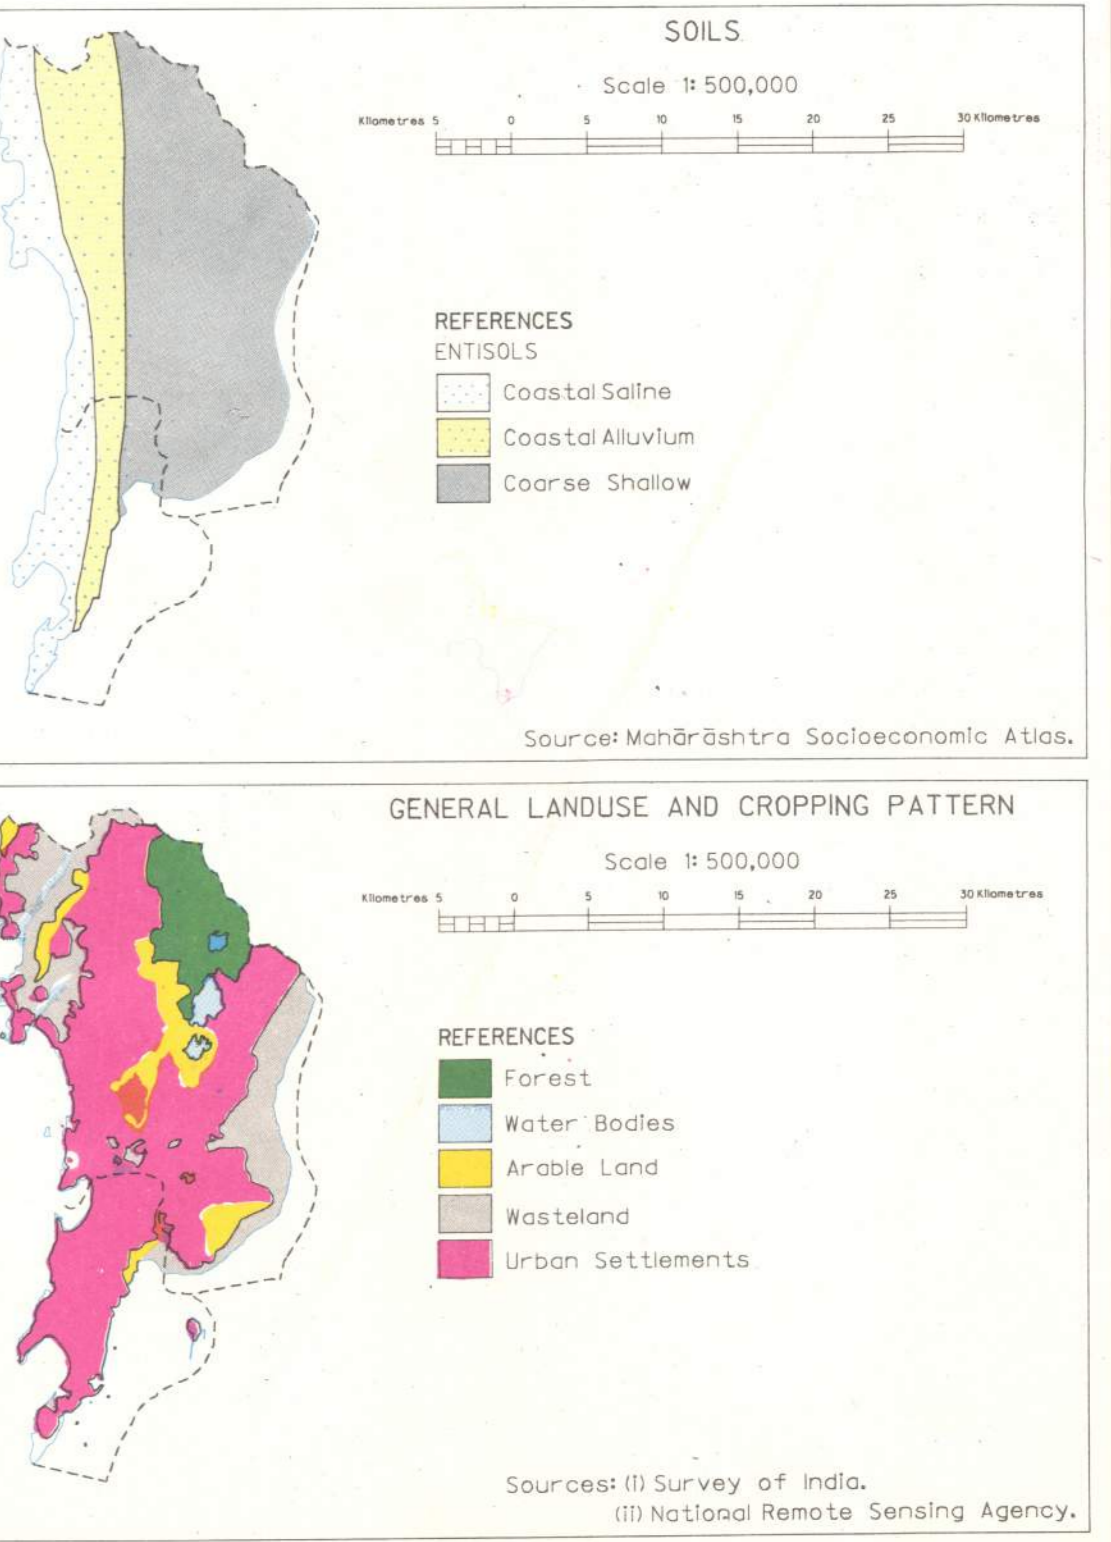 SOILS
Scale 1: 500,000
Kilometres 5 0 5 10 15 20 25 30 Kilometres
REFERENCES
ENTISOLS
Coastal Saline
Coastal Alluvium
Coarse Shallow
Source: Mahārāshtra Socioeconomic Atlas.
GENERAL LANDUSE AND CROPPING PATTERN
Scale 1: 500,000
Kilometres 5 0 5 10 15 20 25 30 Kilometres
REFERENCES
Forest
Water Bodies
Arable Land
Wasteland
Urban Settlements
Sources: (i) Survey of India.
(ii) National Remote Sensing Agency.